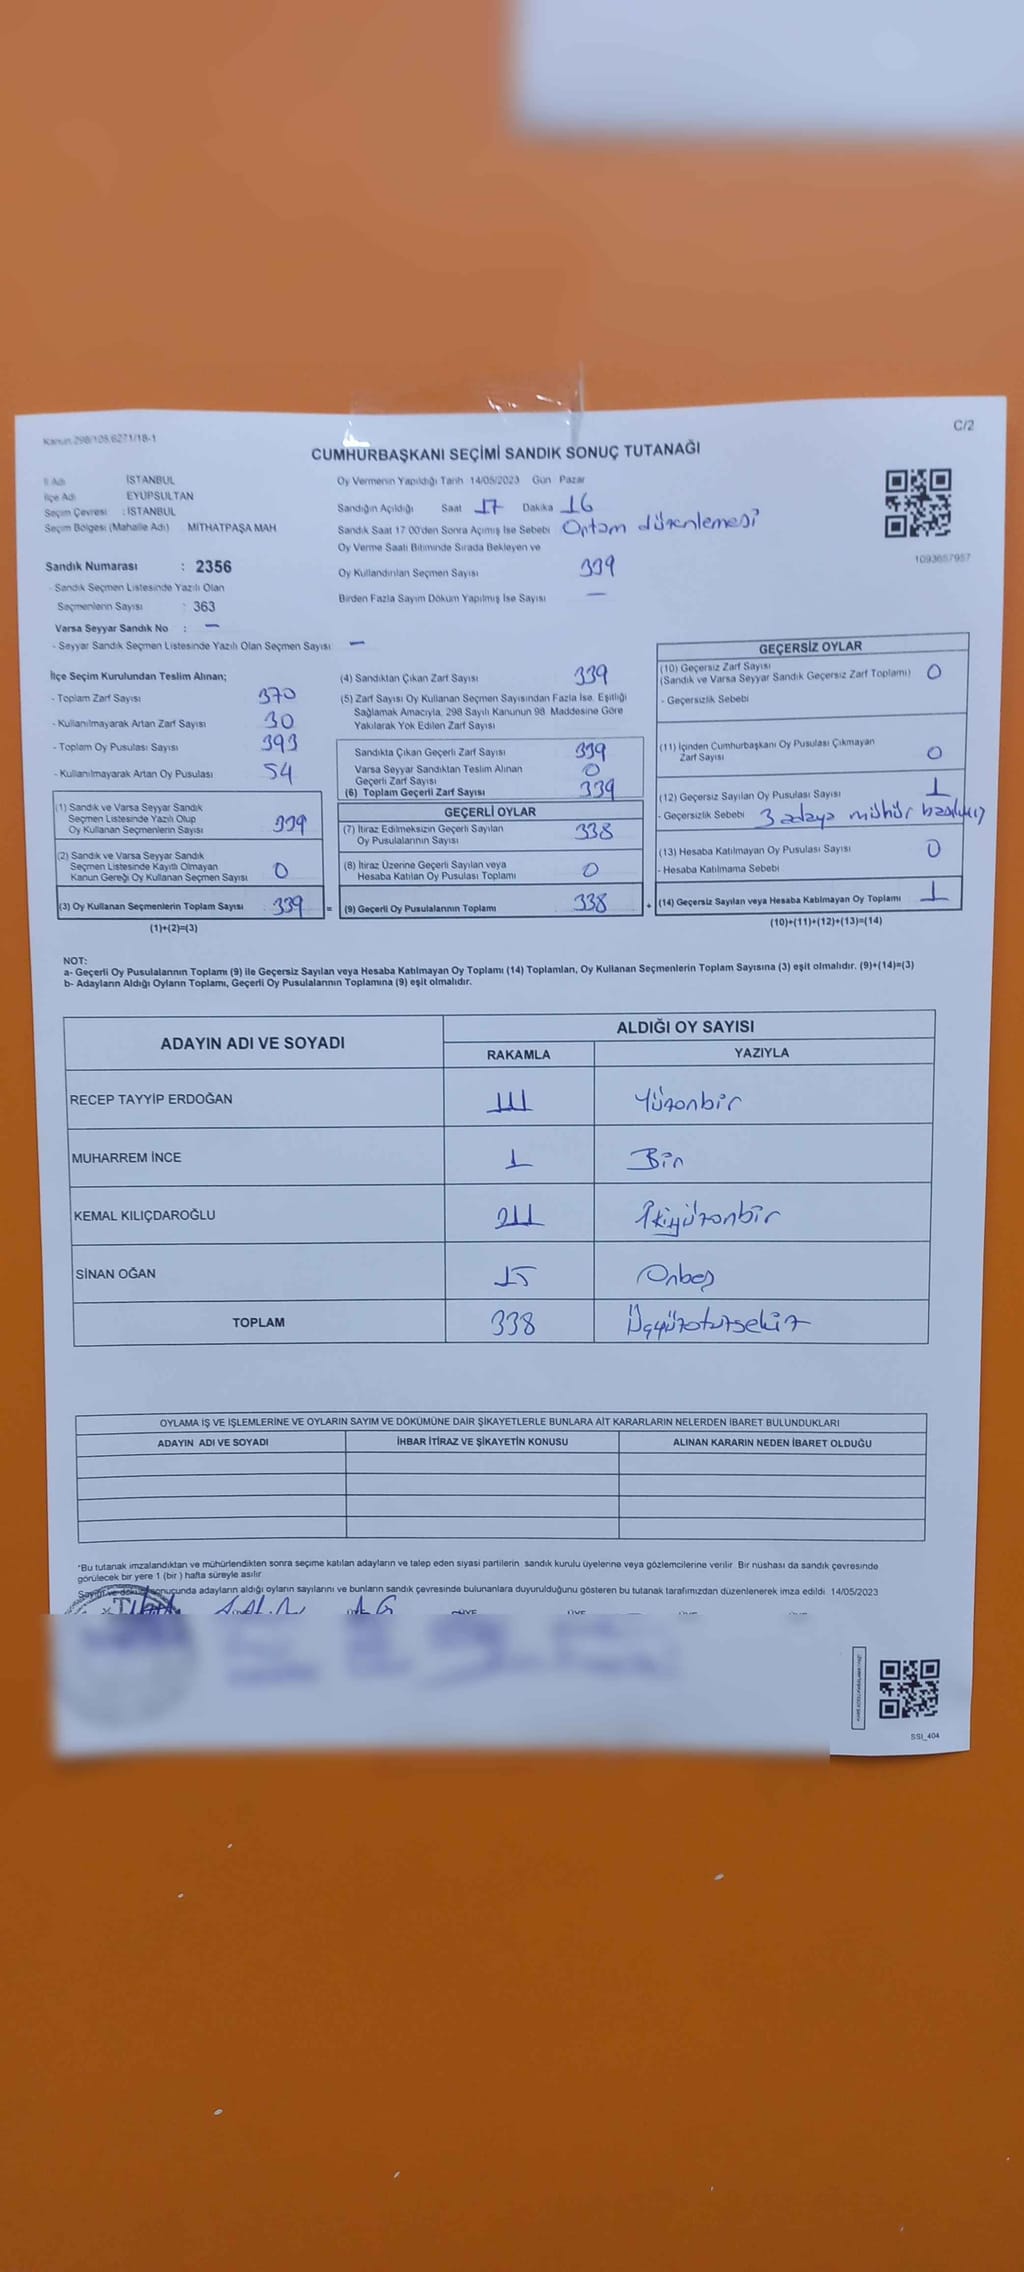 Kanun 298/105,6271/18-1
C/2
CUMHURBAŞKANI SEÇİMİ SANDIK SONUÇ TUTANAĞI
İl Adı İSTANBUL
İlçe Adı EYÜPSULTAN
Seçim Çevresi : İSTANBUL
Seçim Bölgesi (Mahalle Adı) MİTHATPAŞA MAH
Oy Vermenin Yapıldığı Tarih 14/05/2023 Gün Pazar
Sandığın Açıldığı Saat 17 Dakika 16
Sandık Saat 17 00'den Sonra Açımış İse Sebebi Ortam düzenlemesi
Oy Verme Saati Bitiminde Sırada Bekleyen ve
Oy Kullandırılan Seçmen Sayısı 339
Birden Fazla Sayım Döküm Yapılmış İse Sayısı —
1093657957
Sandık Numarası : 2356
- Sandık Seçmen Listesinde Yazılı Olan
Seçmenlerin Sayısı : 363
Varsa Seyyar Sandık No : —
- Seyyar Sandık Seçmen Listesinde Yazılı Olan Seçmen Sayısı —
İlçe Seçim Kurulundan Teslim Alınan;
- Toplam Zarf Sayısı 370
- Kullanılmayarak Artan Zarf Sayısı 30
- Toplam Oy Pusulası Sayısı 393
- Kullanılmayarak Artan Oy Pusulası 54
(1) Sandık ve Varsa Seyyar Sandık
Seçmen Listesinde Yazılı Olup
Oy Kullanan Seçmenlerin Sayısı 339
(2) Sandık ve Varsa Seyyar Sandık
Seçmen Listesinde Kayıtlı Olmayan
Kanun Gereği Oy Kullanan Seçmen Sayısı 0
(3) Oy Kullanan Seçmenlerin Toplam Sayısı 339 =
(1)+(2)=(3)
(4) Sandıktan Çıkan Zarf Sayısı 339
(5) Zarf Sayısı Oy Kullanan Seçmen Sayısından Fazla İse, Eşitliği
Sağlamak Amacıyla, 298 Sayılı Kanunun 98. Maddesine Göre
Yakılarak Yok Edilen Zarf Sayısı
Sandıkta Çıkan Geçerli Zarf Sayısı 339
Varsa Seyyar Sandıktan Teslim Alınan
Geçerli Zarf Sayısı 0
(6) Toplam Geçerli Zarf Sayısı 339
GEÇERLİ OYLAR
(7) İtiraz Edilmeksizin Geçerli Sayılan
Oy Pusulalarının Sayısı 338
(8) İtiraz Üzerine Geçerli Sayılan veya
Hesaba Katılan Oy Pusulası Toplamı 0
(9) Geçerli Oy Pusulalarının Toplamı 338 +
GEÇERSİZ OYLAR
(10) Geçersiz Zarf Sayısı
(Sandık ve Varsa Seyyar Sandık Geçersiz Zarf Toplamı) 0
- Geçersizlik Sebebi
(11) İçinden Cumhurbaşkanı Oy Pusulası Çıkmayan
Zarf Sayısı 0
(12) Geçersiz Sayılan Oy Pusulası Sayısı 1
- Geçersizlik Sebebi 3 adaya mühür
(13) Hesaba Katılmayan Oy Pusulası Sayısı 0
- Hesaba Katılmama Sebebi
(14) Geçersiz Sayılan veya Hesaba Katılmayan Oy Toplamı 1
(10)+(11)+(12)+(13)=(14)
NOT:
a- Geçerli Oy Pusulalarının Toplamı (9) ile Geçersiz Sayılan veya Hesaba Katılmayan Oy Toplamı (14) Toplamları, Oy Kullanan Seçmenlerin Toplam Sayısına (3) eşit olmalıdır. (9)+(14)=(3)
b- Adayların Aldığı Oyların Toplamı, Geçerli Oy Pusulalarının Toplamına (9) eşit olmalıdır.
ADAYIN ADI VE SOYADI ALDIĞI OY SAYISI
RAKAMLA YAZIYLA
RECEP TAYYİP ERDOĞAN 111 Yüzonbir
MUHARREM İNCE 1 Bir
KEMAL KILIÇDAROĞLU 211 İkiyüzonbir
SİNAN OĞAN 15 Onbeş
TOPLAM 338 Üçyüzotuzsekiz
OYLAMA İŞ VE İŞLEMLERİNE VE OYLARIN SAYIM VE DÖKÜMÜNE DAİR ŞİKAYETLERLE BUNLARA AİT KARARLARIN NELERDEN İBARET BULUNDUKLARI
ADAYIN ADI VE SOYADI İHBAR İTİRAZ VE ŞİKAYETİN KONUSU ALINAN KARARIN NEDEN İBARET OLDUĞU
*Bu tutanak imzalandıktan ve mühürlendikten sonra seçime katılan adayların ve talep eden siyasi partilerin sandık kurulu üyelerine veya gözlemcilerine verilir. Bir nüshası da sandık çevresinde
görülecek bir yere 1 (bir ) hafta süreyle asılır.
Sayım ve döküm sonucunda adayların aldığı oyların sayılarını ve bunların sandık çevresinde bulunanlara duyurulduğunu gösteren bu tutanak tarafımızdan düzenlenerek imza edildi. 14/05/2023
SSI_404